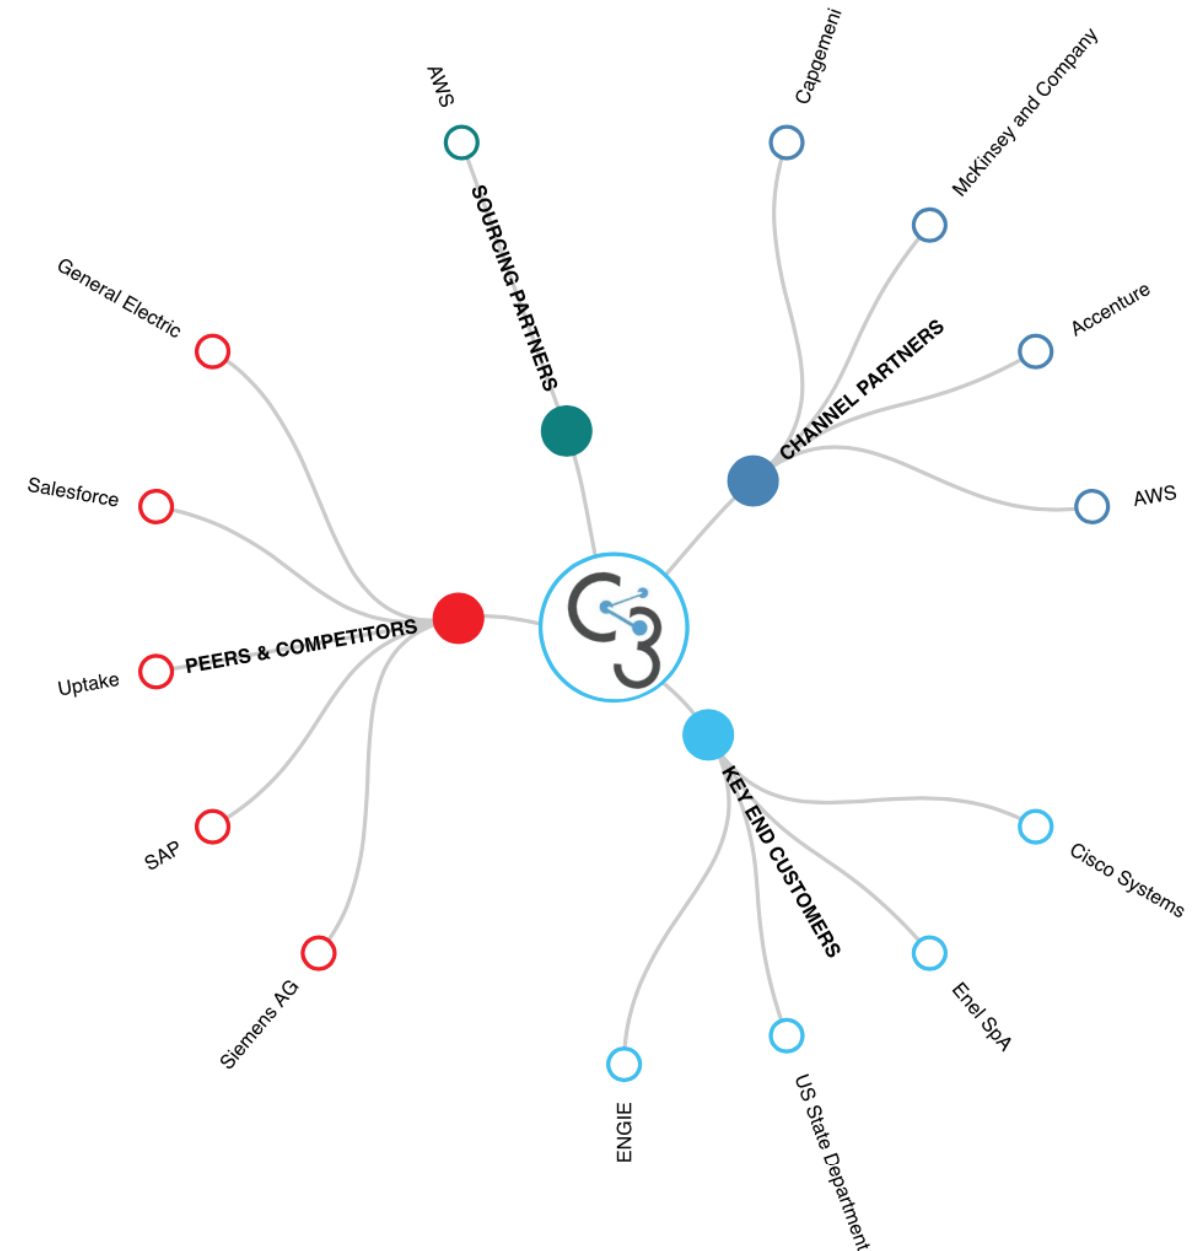 AWS
SOURCING PARTNERS
Capgemeni
McKinsey and Company
Accenture
AWS
CHANNEL PARTNERS
General Electric
Salesforce
Uptake
SAP
Siemens AG
PEERS & COMPETITORS
C3
KEY END CUSTOMERS
Cisco Systems
Enel SpA
US State Department
ENGIE